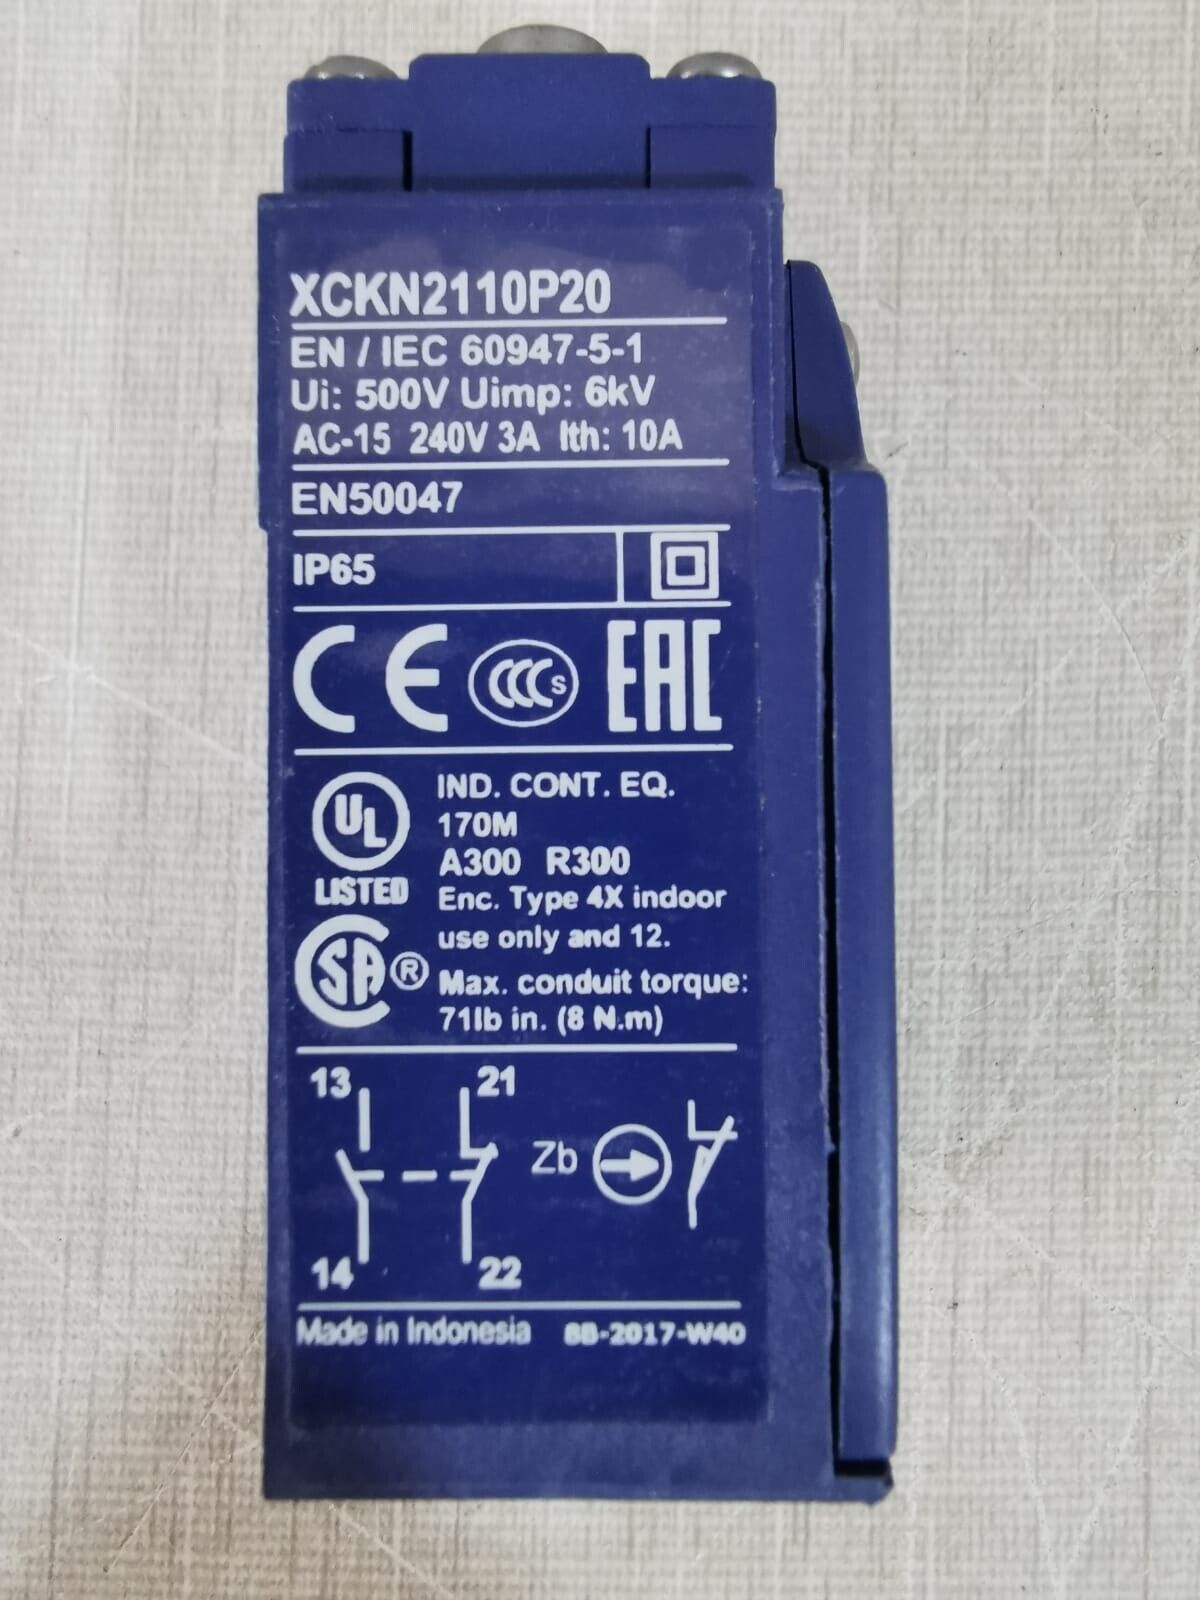 XCKN2110P20
EN / IEC 60947-5-1
Ui: 500V Uimp: 6kV
AC-15 240V 3A Ith: 10A
EN50047
IP65
CE CCC S EAC
UL
LISTED
IND. CONT. EQ.
170M
A300 R300
Enc. Type 4X indoor
use only and 12.
SA ®
Max. conduit torque:
71lb in. (8 N.m)
13 21
Zb
14 22
Made in Indonesia 8B-2017-W40